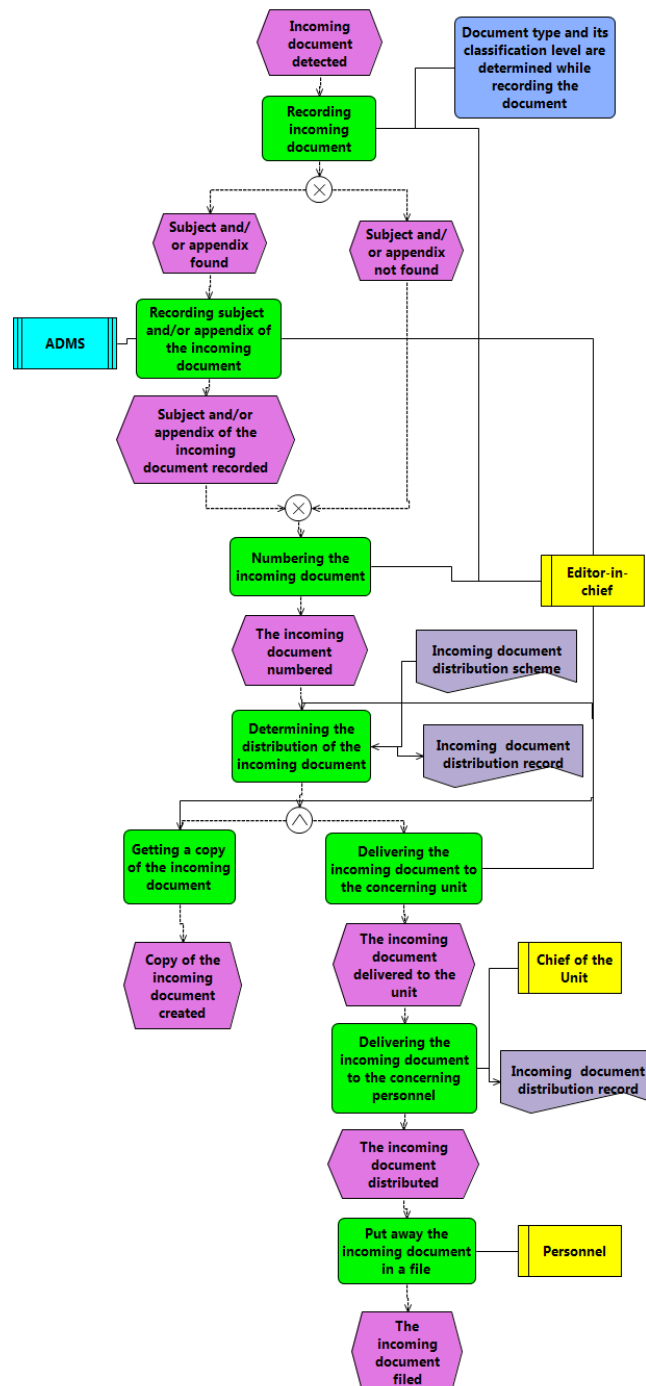 Incoming
document
detected
Document type and its
classification level are
determined while
recording the
document
Recording
incoming
document
Subject and/
or appendix
found
Subject and/
or appendix
not found
ADMS
Recording subject
and/or appendix of
the incoming
document
Subject and/or
appendix of the
incoming
document recorded
Numbering the
incoming document
Editor-in-
chief
The incoming
document
numbered
Incoming document
distribution scheme
Determining the
distribution of the
incoming document
Incoming document
distribution record
Getting a copy
of the incoming
document
Delivering the
incoming document to
the concerning unit
Copy of the
incoming
document
created
The incoming
document
delivered to the
unit
Chief of the
Unit
Delivering the
incoming document
to the concerning
personnel
Incoming document
distribution record
The incoming
document
distributed
Put away the
incoming document
in a file
Personnel
The
incoming
document
filed